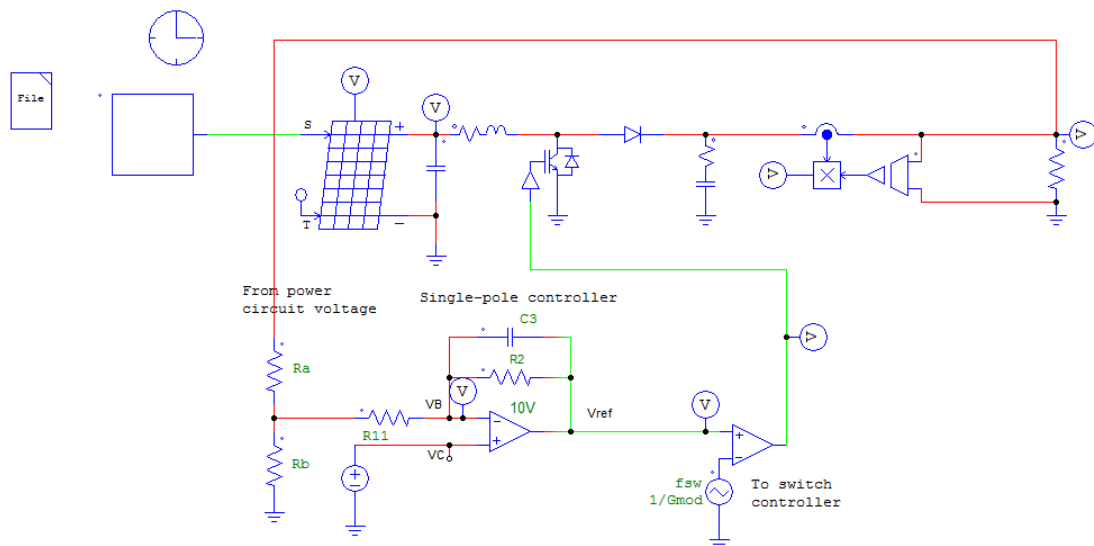 File
V
V
S
+
V
V
T
−
From power
circuit voltage
Single-pole controller
C3
V
Ra
R2
V
VB
10V
Vref
V
R11
VC
Rb
fsw
1/Gmod
To switch
controller